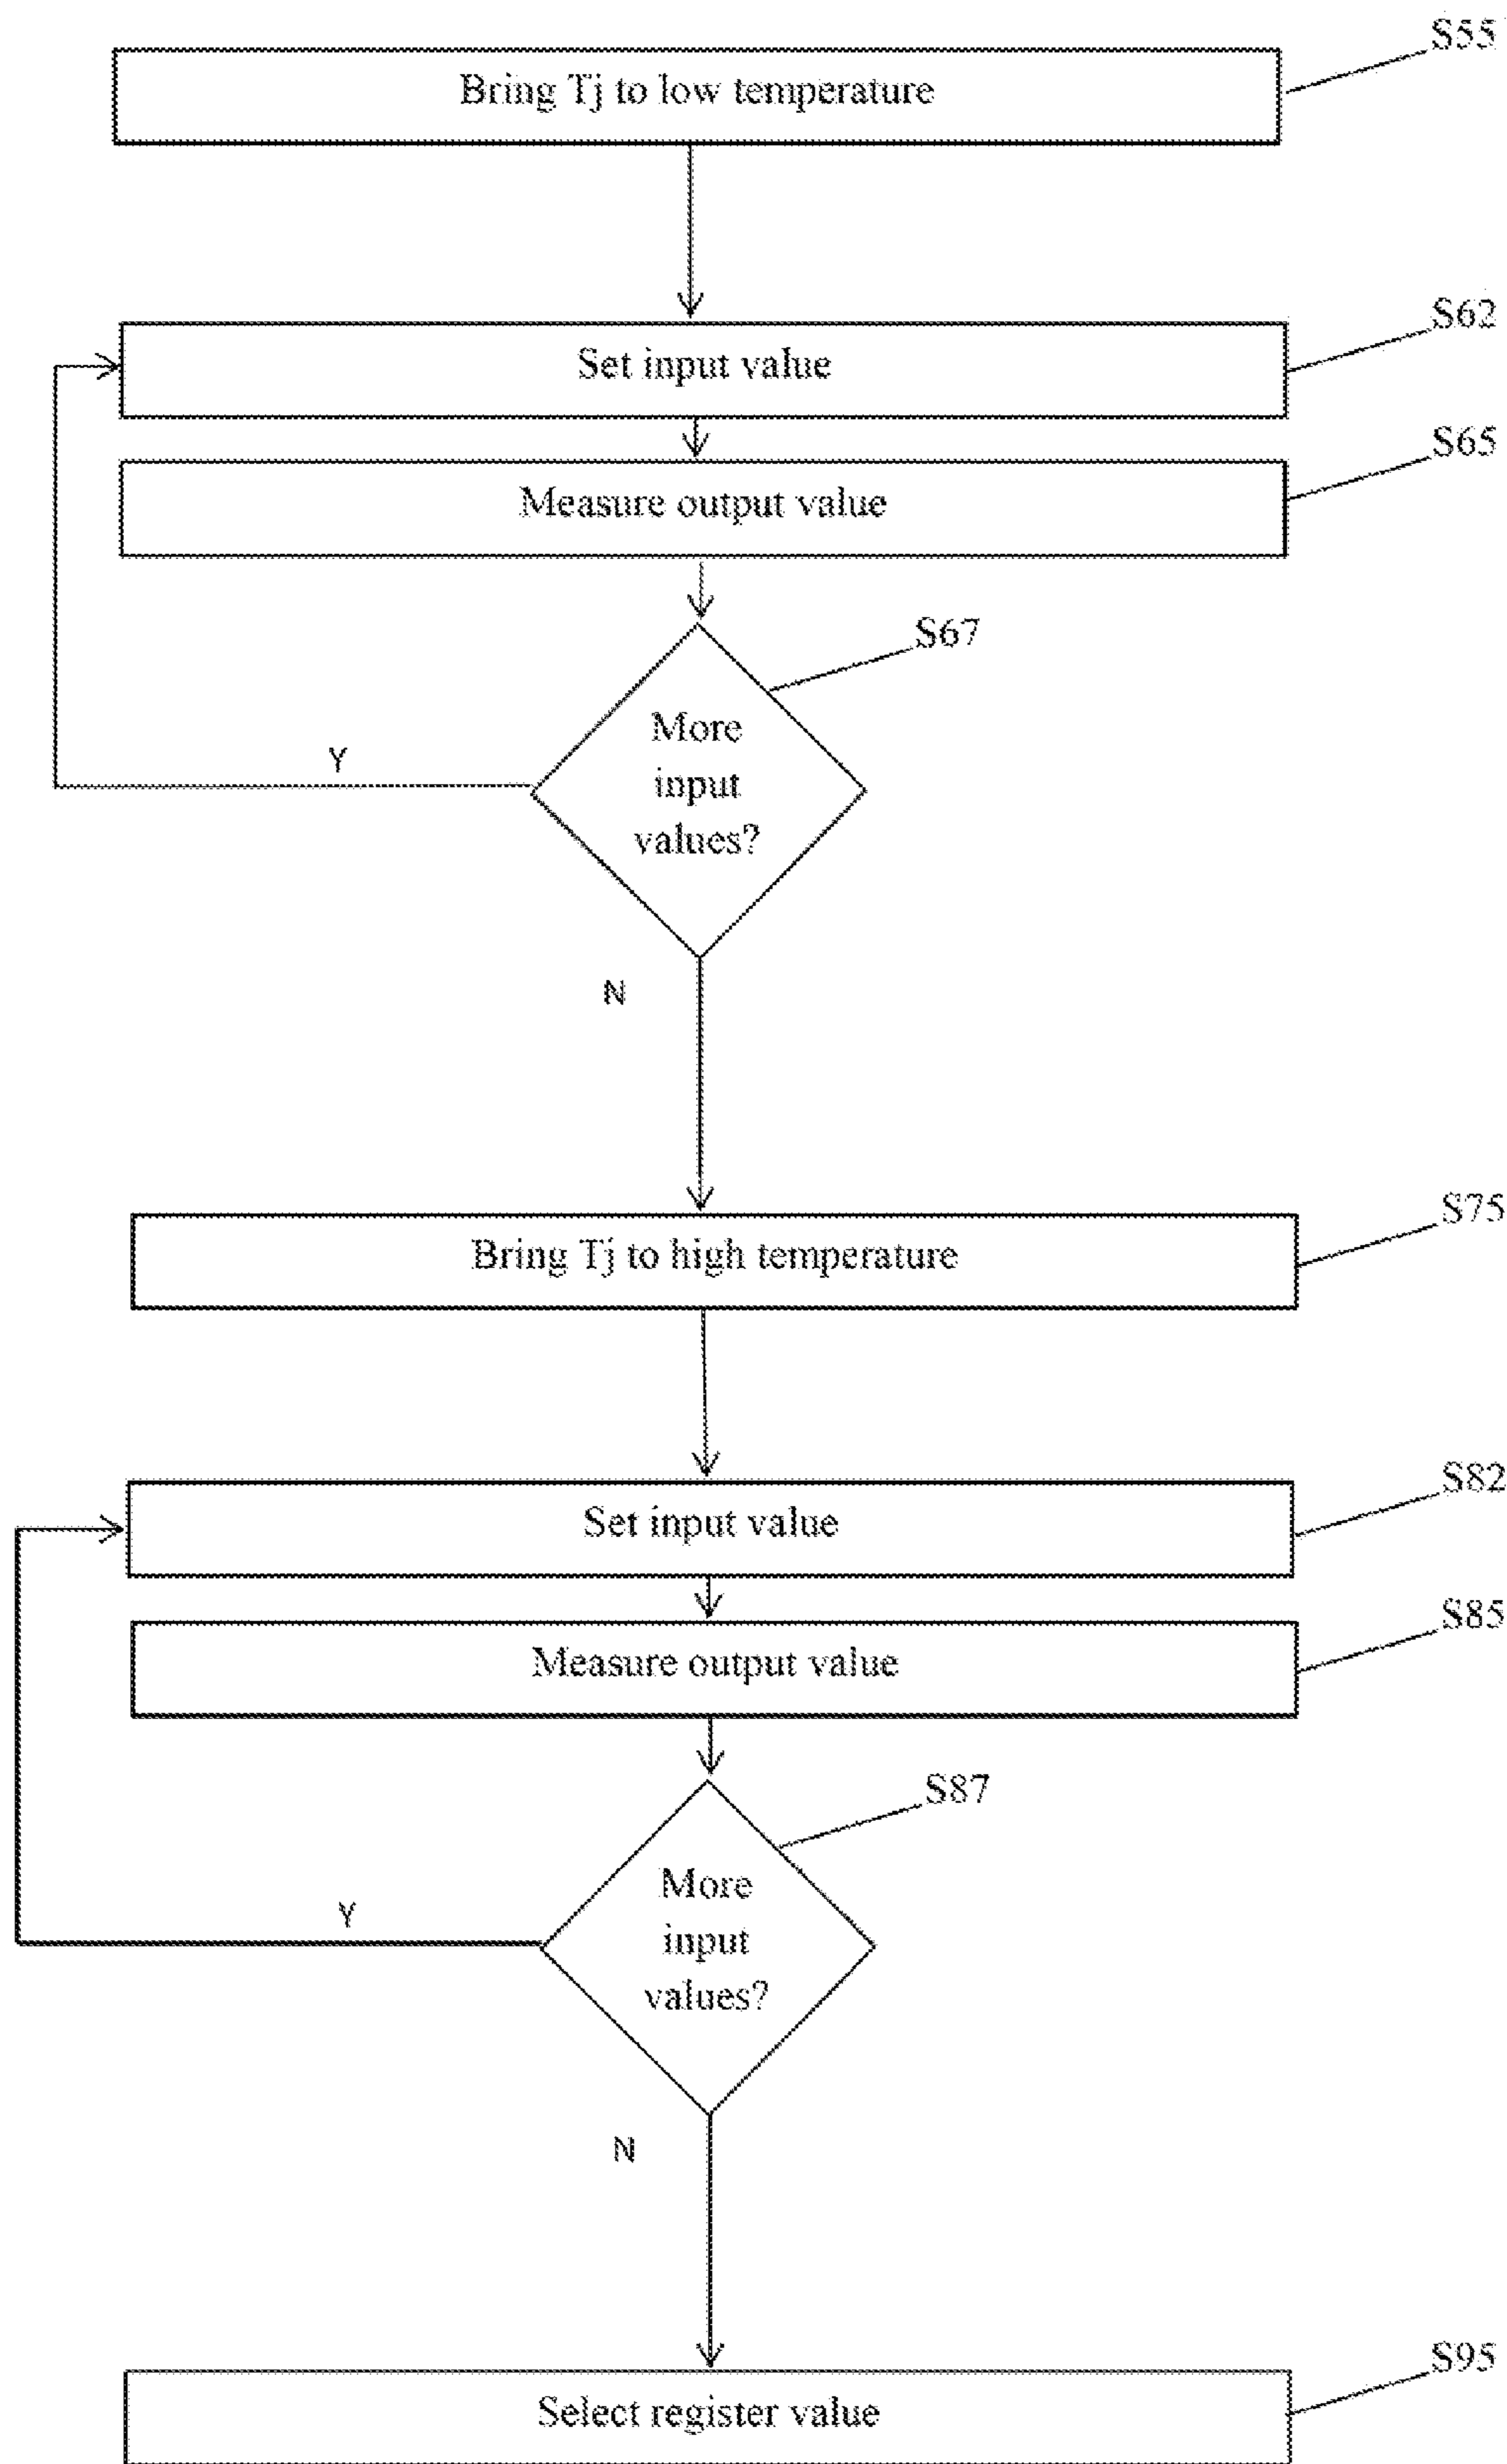 S55
Bring Tj to low temperature
S62
Set input value
S65
Measure output value
S67
More
input
values?
Y
N
S75
Bring Tj to high temperature
S82
Set input value
S85
Measure output value
S87
More
input
values?
Y
N
S95
Select register value